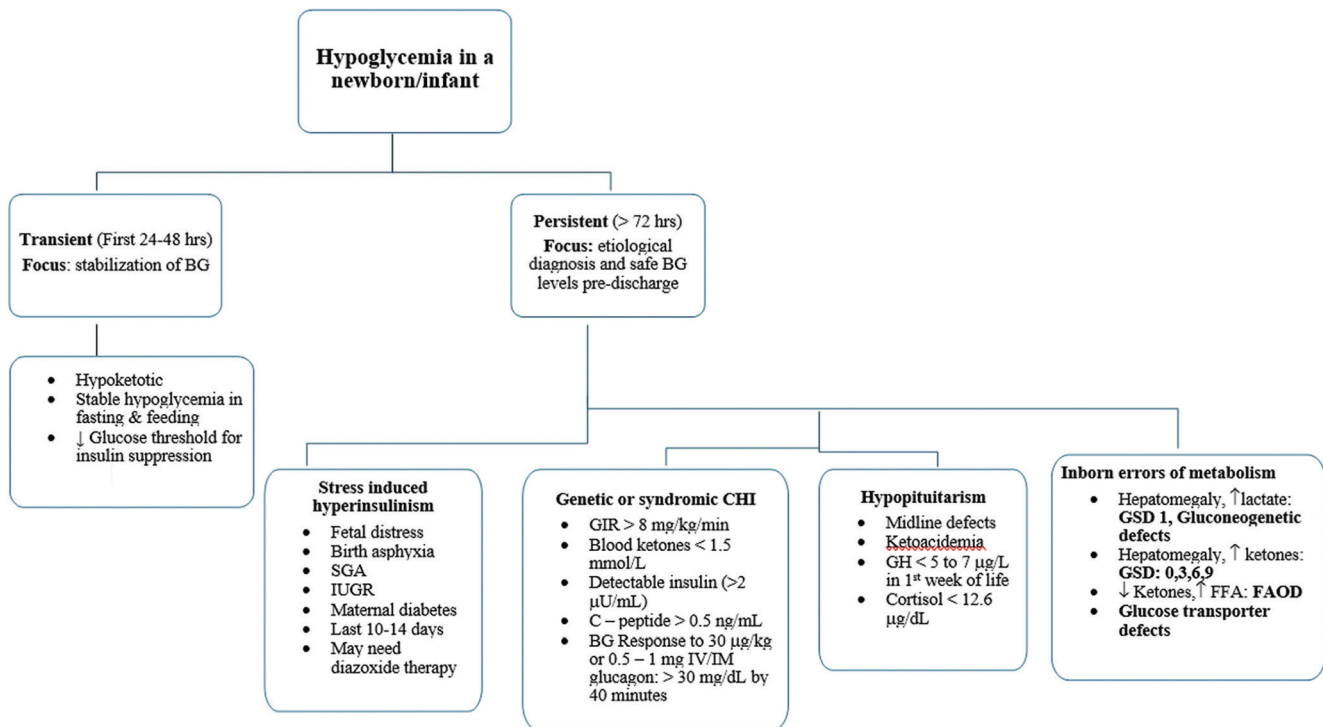 Hypoglycemia in a
newborn/infant
Transient (First 24-48 hrs)
Focus: stabilization of BG
Persistent (> 72 hrs)
Focus: etiological
diagnosis and safe BG
levels pre-discharge
• Hypoketotic
• Stable hypoglycemia in
fasting & feeding
• ↓ Glucose threshold for
insulin suppression
Stress induced
hyperinsulinism
• Fetal distress
• Birth asphyxia
• SGA
• IUGR
• Maternal diabetes
• Last 10-14 days
• May need
diazoxide therapy
Genetic or syndromic CHI
• GIR > 8 mg/kg/min
• Blood ketones < 1.5
mmol/L
• Detectable insulin (>2
µU/mL)
• C – peptide > 0.5 ng/mL
• BG Response to 30 µg/kg
or 0.5 – 1 mg IV/IM
glucagon: > 30 mg/dL by
40 minutes
Hypopituitarism
• Midline defects
• Ketoacidemia
• GH < 5 to 7 µg/L
in 1st week of life
• Cortisol < 12.6
µg/dL
Inborn errors of metabolism
• Hepatomegaly, ↑lactate:
GSD 1, Gluconeogenetic
defects
• Hepatomegaly, ↑ ketones:
GSD: 0,3,6,9
• ↓ Ketones,↑ FFA: FAOD
• Glucose transporter
defects